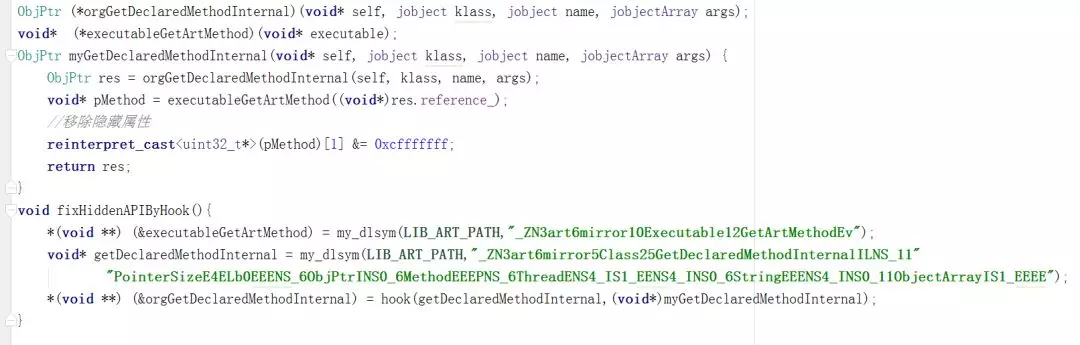 ObjPtr (*orgGetDeclaredMethodInternal)(void* self, jobject klass, jobject name, jobjectArray args);
void*  (*executableGetArtMethod)(void* executable);
ObjPtr myGetDeclaredMethodInternal(void* self, jobject klass, jobject name, jobjectArray args) {
    ObjPtr res = orgGetDeclaredMethodInternal(self, klass, name, args);
    void* pMethod = executableGetArtMethod((void*)res.reference_);
    //移除隐藏属性
    reinterpret_cast<uint32_t*>(pMethod)[1] &= 0xcfffffff;
    return res;
}
void fixHiddenAPIByHook(){
    *(void **) (&executableGetArtMethod) = my_dlsym(LIB_ART_PATH,"_ZN3art6mirror10Executable12GetArtMethodEv");
    void* getDeclaredMethodInternal = my_dlsym(LIB_ART_PATH,"_ZN3art6mirror5Class25GetDeclaredMethodInternalILNS_11"
            "PointerSizeE4ELb0EEENS_6ObjPtrINS0_6MethodEEEPNS_6ThreadENS4_IS1_EENS4_INS0_6StringEEENS4_INS0_11ObjectArrayIS1_EEEE");
    *(void **) (&orgGetDeclaredMethodInternal) = hook(getDeclaredMethodInternal,(void*)myGetDeclaredMethodInternal);
}